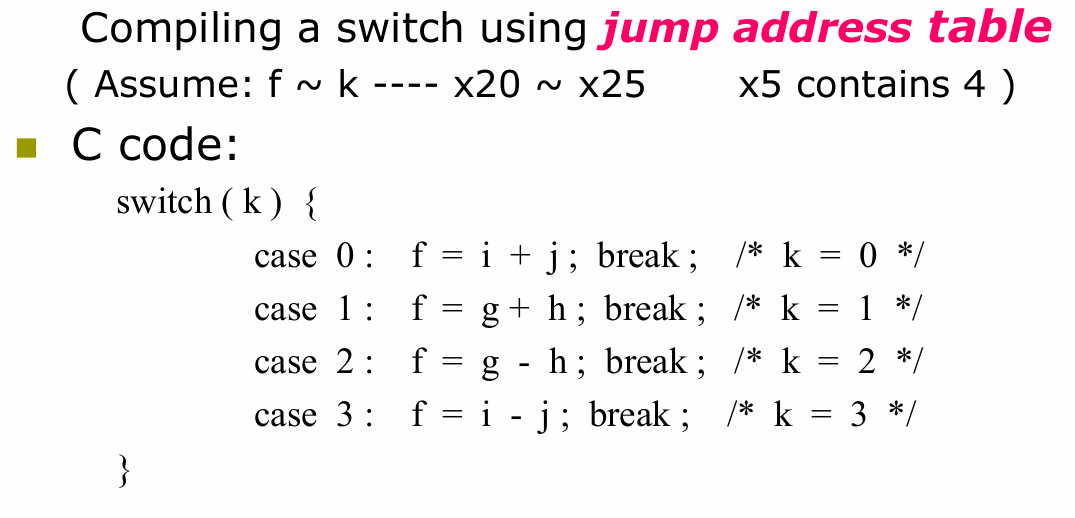 Compiling a switch using jump address table
( Assume: f ~ k ---- x20 ~ x25 x5 contains 4 )
C code:
switch ( k ) {
case 0 : f = i + j ; break ; /* k = 0 */
case 1 : f = g + h ; break ; /* k = 1 */
case 2 : f = g - h ; break ; /* k = 2 */
case 3 : f = i - j ; break ; /* k = 3 */
}